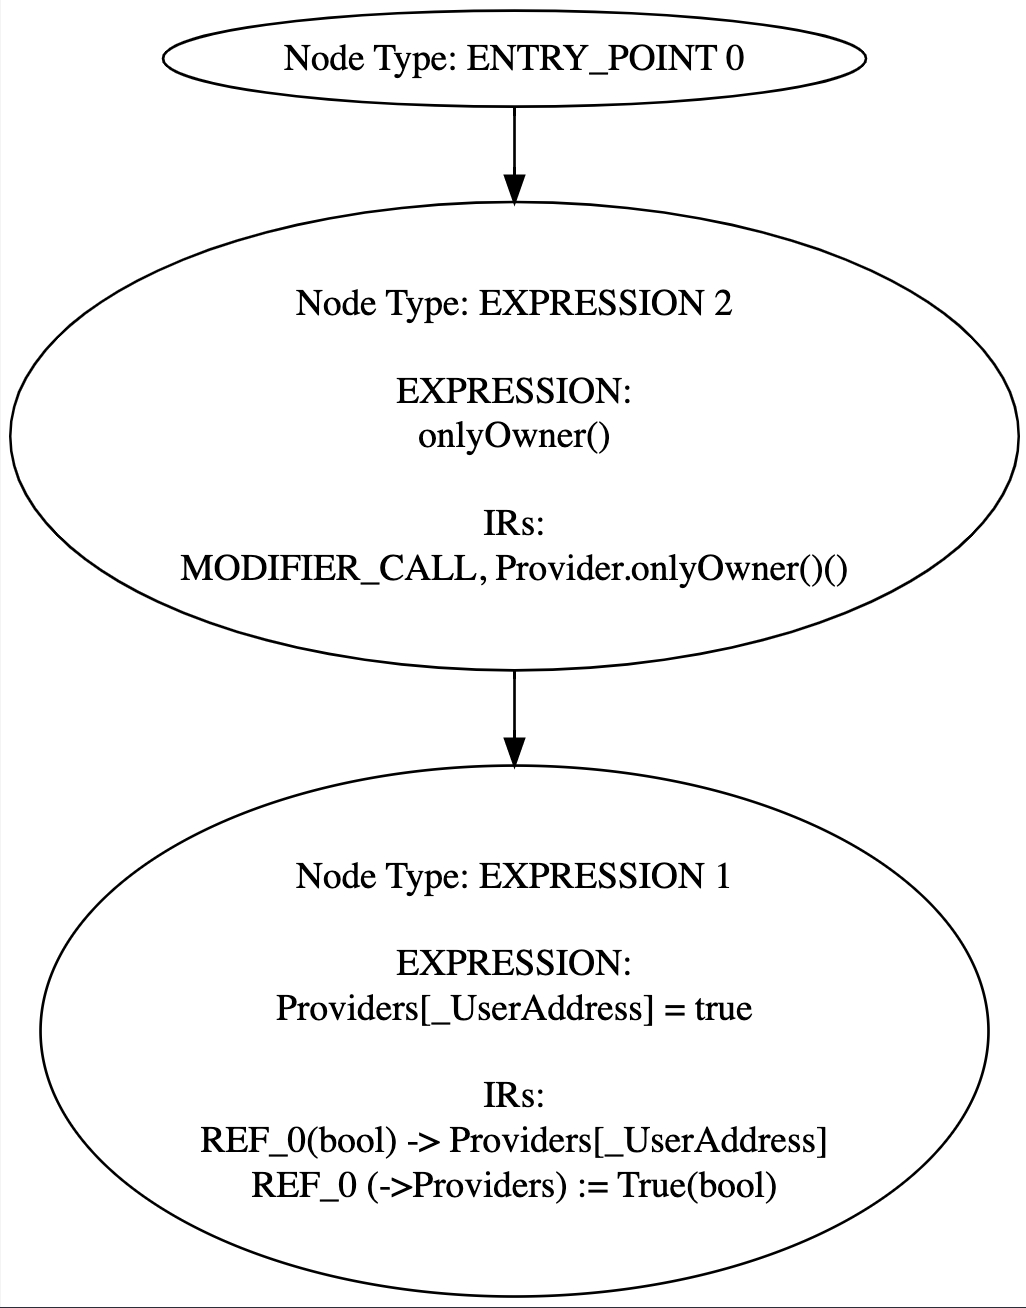 Node Type: ENTRY_POINT 0
Node Type: EXPRESSION 2
EXPRESSION:
onlyOwner()
IRs:
MODIFIER_CALL, Provider.onlyOwner()()
Node Type: EXPRESSION 1
EXPRESSION:
Providers[_UserAddress] = true
IRs:
REF_0(bool) -> Providers[_UserAddress]
REF_0 (->Providers) := True(bool)